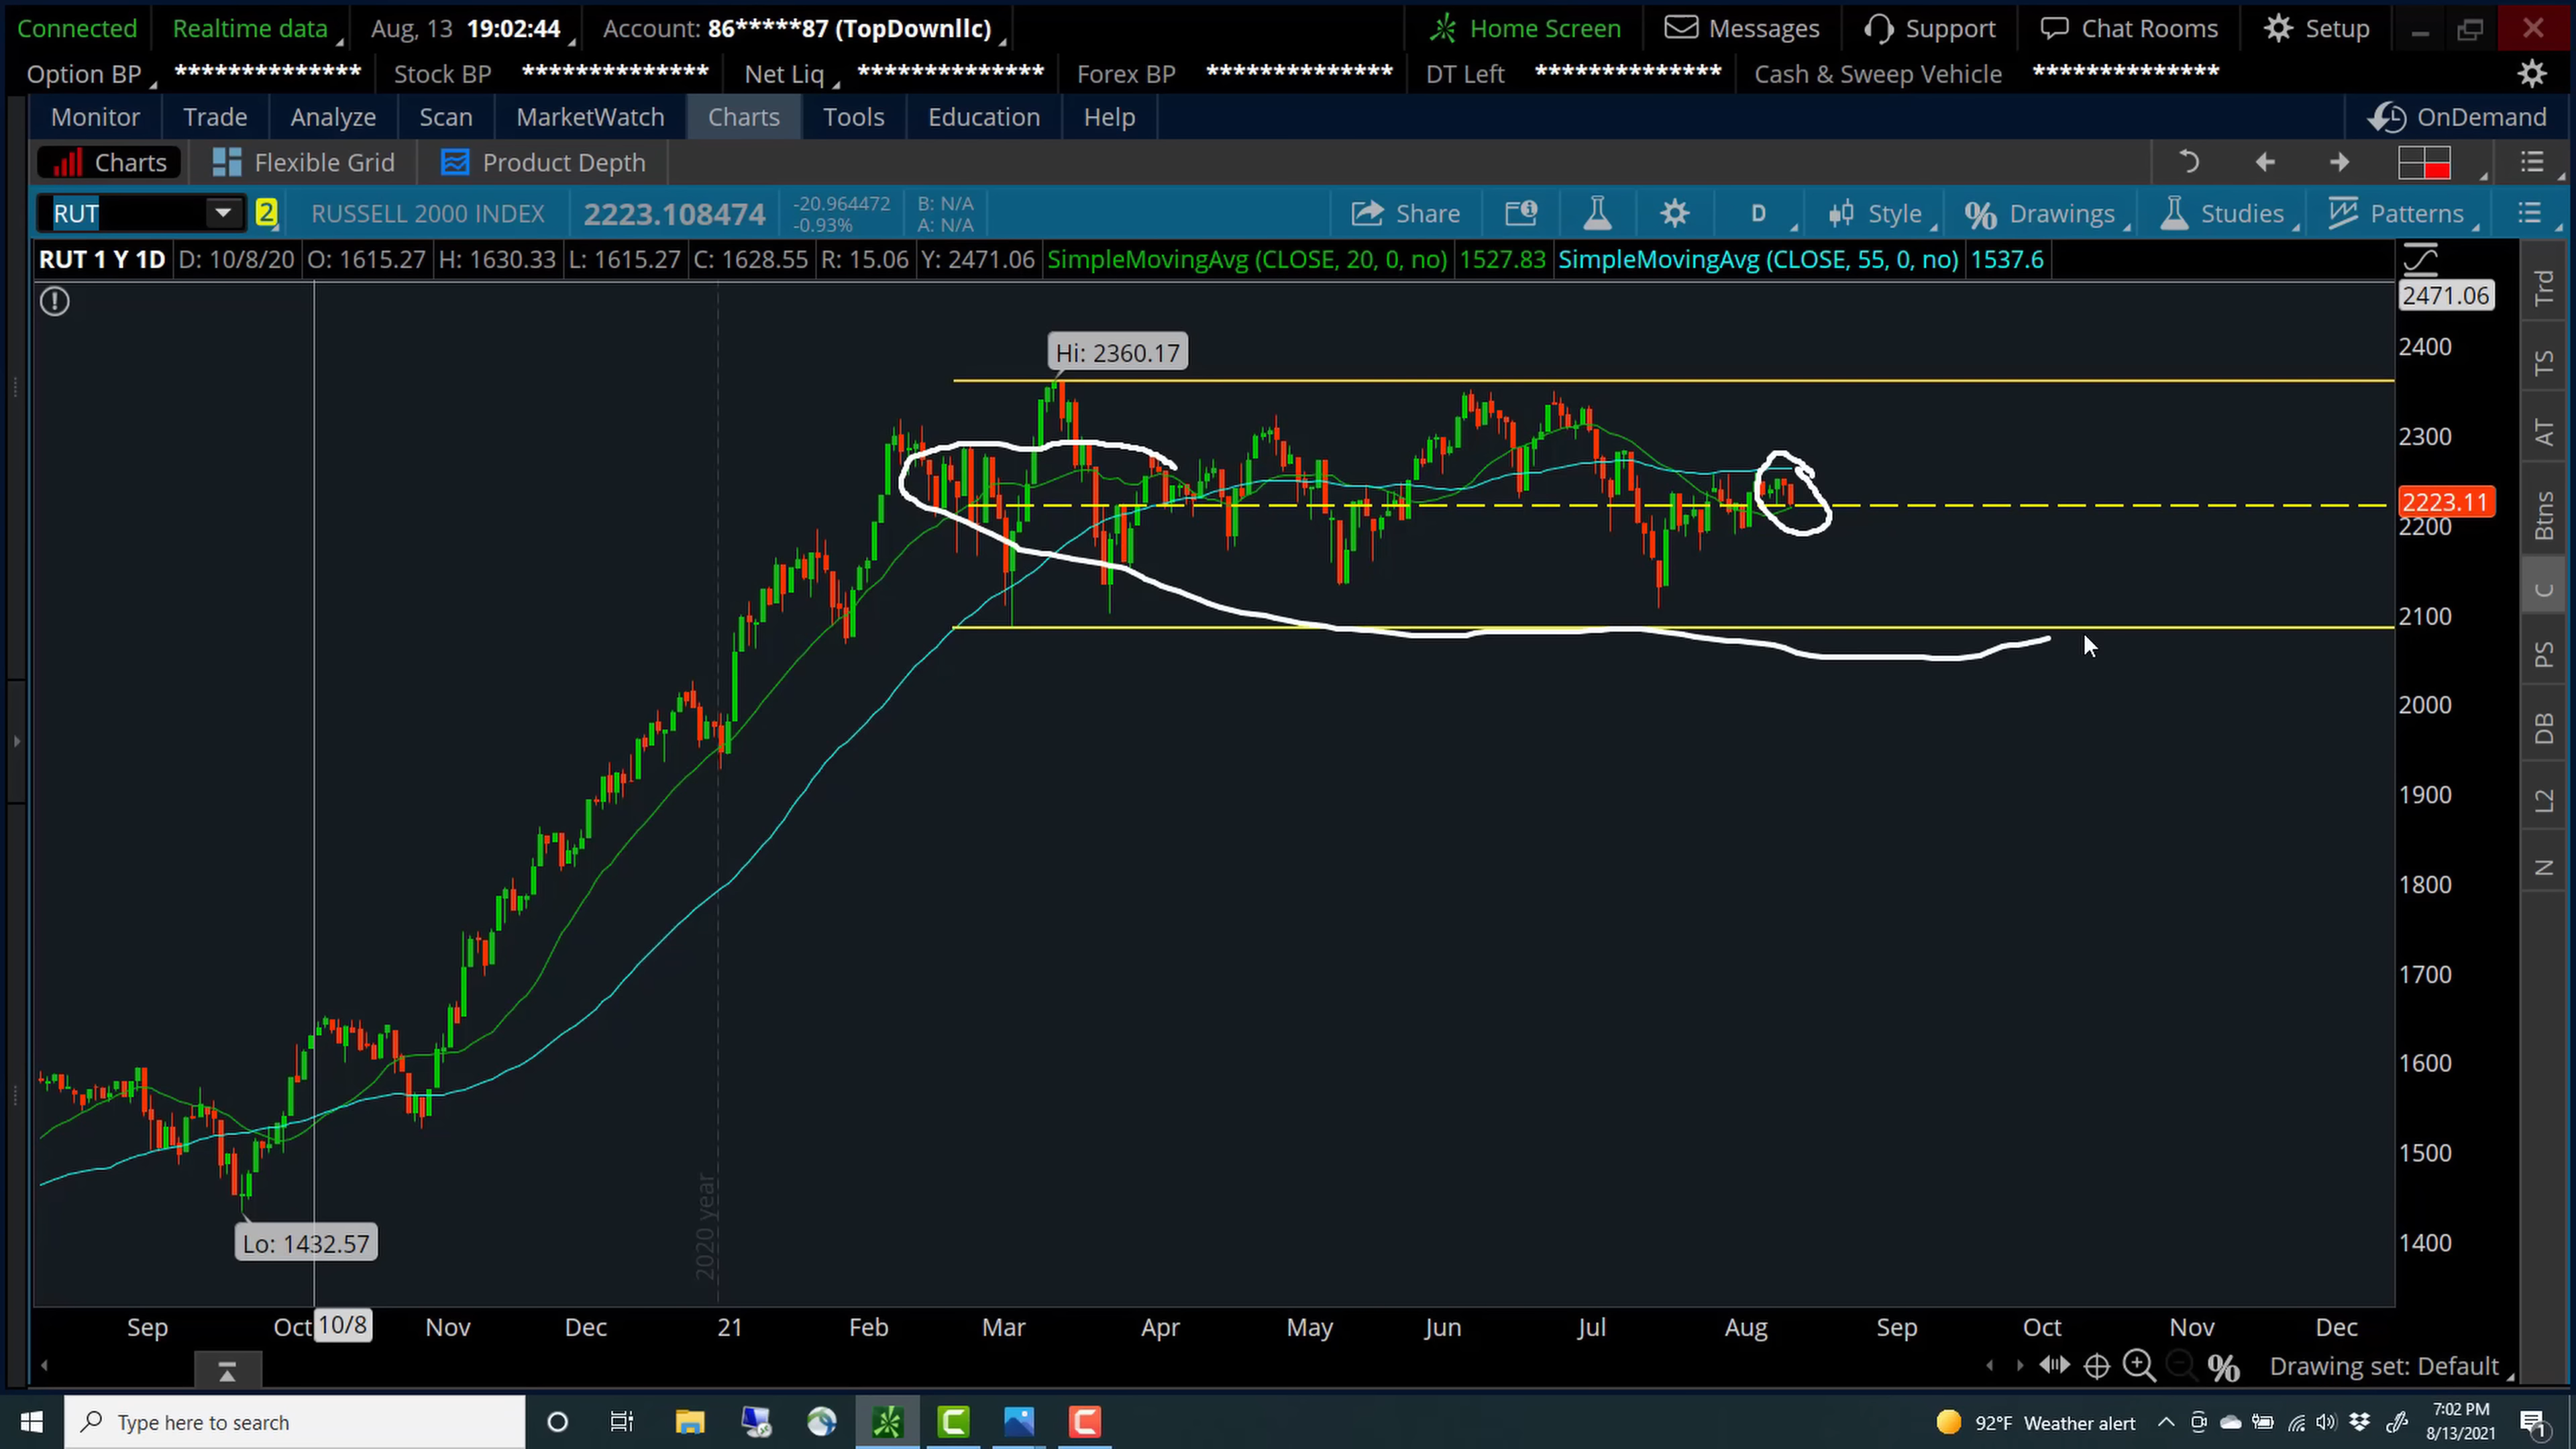 Connected Realtime data Aug, 13 19:02:44 Account: 86*****87 (TopDownllc) Home Screen Messages Support Chat Rooms Setup
Option BP ************** Stock BP ************** Net Liq ************** Forex BP ************** DT Left ************** Cash & Sweep Vehicle **************
Monitor Trade Analyze Scan MarketWatch Charts Tools Education Help OnDemand
Charts Flexible Grid Product Depth
RUT 2 RUSSELL 2000 INDEX 2223.108474 -20.964472 B: N/A Share D Style Drawings Studies Patterns
-0.93% A: N/A
RUT 1 Y 1D D: 10/8/20 O: 1615.27 H: 1630.33 L: 1615.27 C: 1628.55 R: 15.06 Y: 2471.06 SimpleMovingAvg (CLOSE, 20, 0, no) 1527.83 SimpleMovingAvg (CLOSE, 55, 0, no) 1537.6
2471.06
Trd
2400
Hi: 2360.17
TS
2300
AT
2223.11
2200
Btns
C
2100
PS
2000
DB
1900
L2
1800
N
1700
1600
1500
2020 year
Lo: 1432.57
1400
Sep Oct 10/8 Nov Dec 21 Feb Mar Apr May Jun Jul Aug Sep Oct Nov Dec
Drawing set: Default
Type here to search 92°F Weather alert 7:02 PM
8/13/2021
1